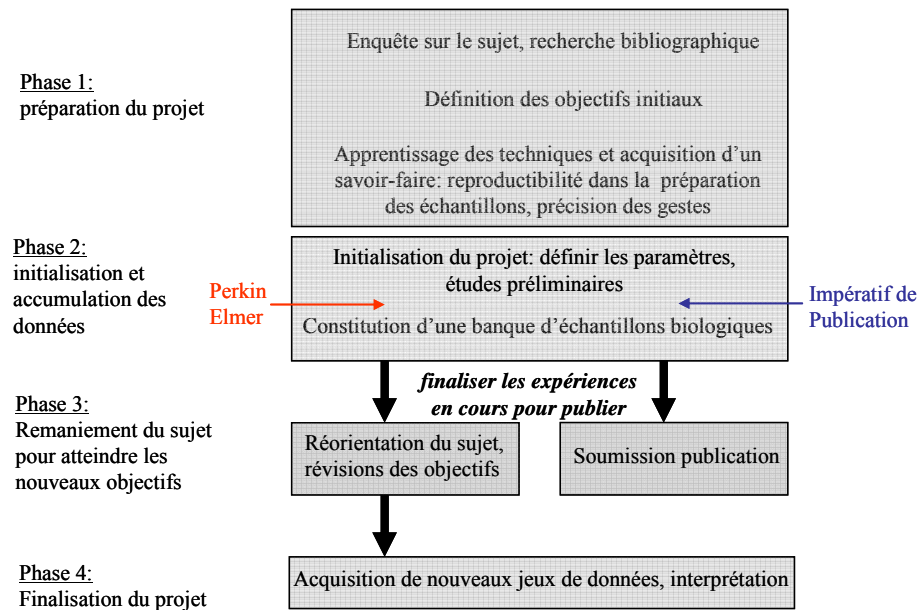 Phase 1:
préparation du projet
Enquête sur le sujet, recherche bibliographique
Définition des objectifs initiaux
Apprentissage des techniques et acquisition d'un
savoir-faire: reproductibilité dans la préparation
des échantillons, précision des gestes
Phase 2:
initialisation et
accumulation des
données
Perkin
Elmer
Initialisation du projet: définir les paramètres,
études préliminaires
Constitution d'une banque d'échantillons biologiques
Impératif de
Publication
finaliser les expériences
en cours pour publier
Phase 3:
Remaniement du sujet
pour atteindre les
nouveaux objectifs
Réorientation du sujet,
révisions des objectifs
Soumission publication
Phase 4:
Finalisation du projet
Acquisition de nouveaux jeux de données, interprétation